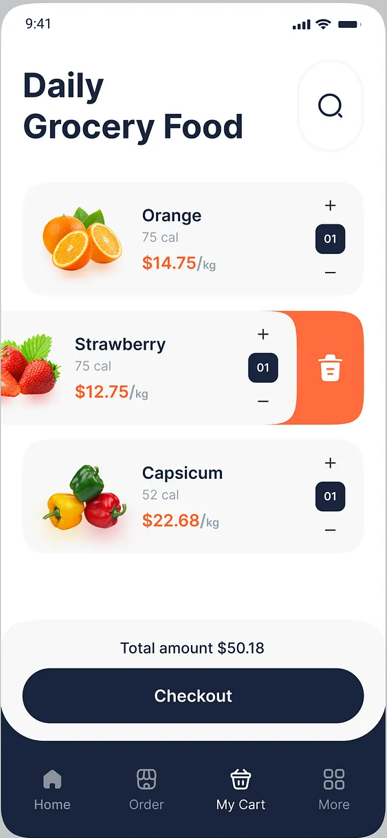 9:41
Daily
Grocery Food
Orange
75 cal
$14.75/kg
+
01
−
Strawberry
75 cal
$12.75/kg
+
01
−
Capsicum
52 cal
$22.68/kg
+
01
−
Total amount $50.18
Checkout
Home
Order
My Cart
More